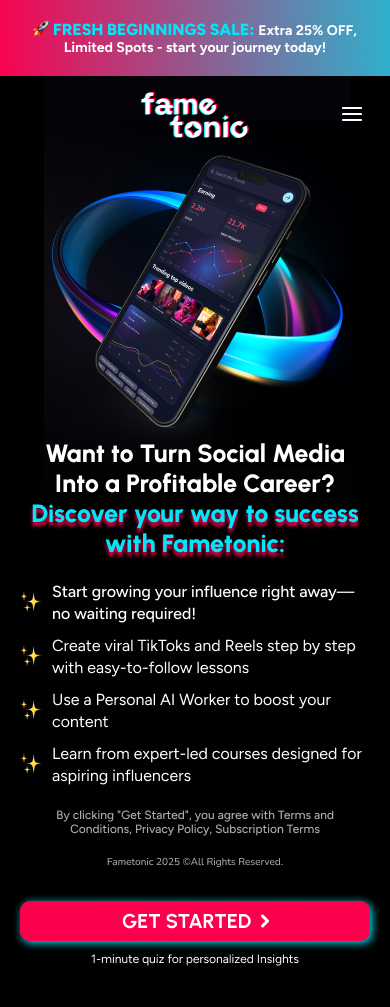 🚀 FRESH BEGINNINGS SALE: Extra 25% OFF,
Limited Spots - start your journey today!
fame
tonic
Search the Trends
Earning
2.2M
21.7K
Trending top videos
Want to Turn Social Media
Into a Profitable Career?
Discover your way to success
with Fametonic:
Start growing your influence right away—
no waiting required!
Create viral TikToks and Reels step by step
with easy-to-follow lessons
Use a Personal AI Worker to boost your
content
Learn from expert-led courses designed for
aspiring influencers
By clicking "Get Started", you agree with Terms and
Conditions, Privacy Policy, Subscription Terms
Fametonic 2025 ©All Rights Reserved.
GET STARTED
1-minute quiz for personalized Insights